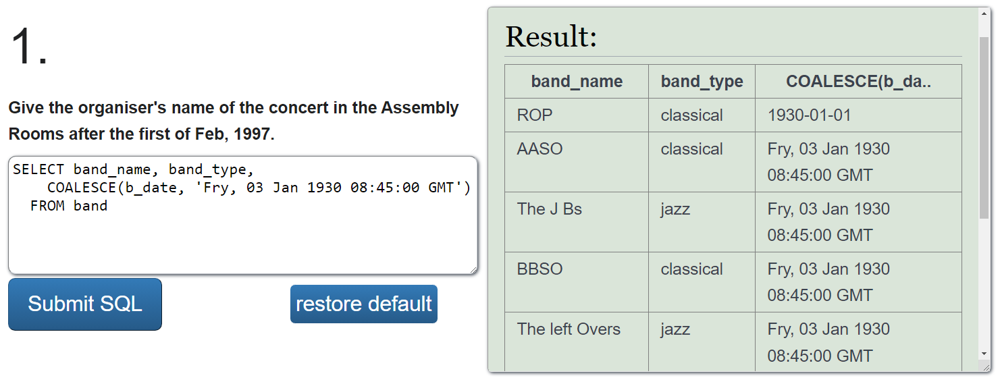 1.
Give the organiser's name of the concert in the Assembly
Rooms after the first of Feb, 1997.
SELECT band_name, band_type,
COALESCE(b_date, 'Fry, 03 Jan 1930 08:45:00 GMT')
FROM band
Submit SQL
restore default
Result:
band_name band_type COALESCE(b_da..
ROP classical 1930-01-01
AASO classical Fry, 03 Jan 1930
08:45:00 GMT
The J Bs jazz Fry, 03 Jan 1930
08:45:00 GMT
BBSO classical Fry, 03 Jan 1930
08:45:00 GMT
The left Overs jazz Fry, 03 Jan 1930
08:45:00 GMT